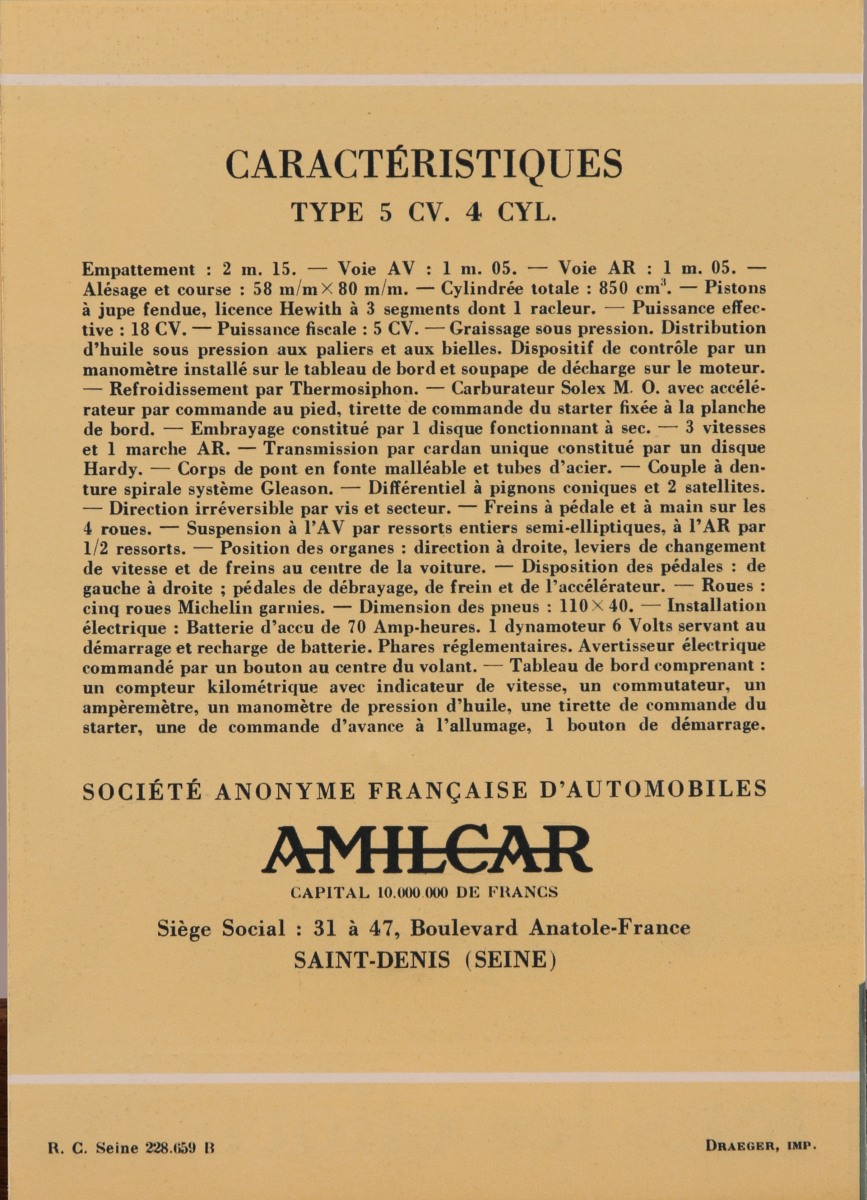 CARACTÉRISTIQUES
TYPE 5 CV. 4 CYL.
Empattement : 2 m. 15. — Voie AV : 1 m. 05. — Voie AR : 1 m. 05. —
Alésage et course : 58 m/m × 80 m/m. — Cylindrée totale : 850 cm³. — Pistons
à jupe fendue, licence Hewith à 3 segments dont 1 racleur. — Puissance effec-
tive : 18 CV. — Puissance fiscale : 5 CV. — Graissage sous pression. Distribution
d'huile sous pression aux paliers et aux bielles. Dispositif de contrôle par un
manomètre installé sur le tableau de bord et soupape de décharge sur le moteur.
— Refroidissement par Thermosiphon. — Carburateur Solex M. O. avec accélé-
rateur par commande au pied, tirette de commande du starter fixée à la planche
de bord. — Embrayage constitué par 1 disque fonctionnant à sec. — 3 vitesses
et 1 marche AR. — Transmission par cardan unique constitué par un disque
Hardy. — Corps de pont en fonte malléable et tubes d'acier. — Couple à den-
ture spirale système Gleason. — Différentiel à pignons coniques et 2 satellites.
— Direction irréversible par vis et secteur. — Freins à pédale et à main sur les
4 roues. — Suspension à l'AV par ressorts entiers semi-elliptiques, à l'AR par
1/2 ressorts. — Position des organes : direction à droite, leviers de changement
de vitesse et de freins au centre de la voiture. — Disposition des pédales : de
gauche à droite ; pédales de débrayage, de frein et de l'accélérateur. — Roues :
cinq roues Michelin garnies. — Dimension des pneus : 110 × 40. — Installation
électrique : Batterie d'accu de 70 Amp-heures. 1 dynamoteur 6 Volts servant au
démarrage et recharge de batterie. Phares réglementaires. Avertisseur électrique
commandé par un bouton au centre du volant. — Tableau de bord comprenant :
un compteur kilométrique avec indicateur de vitesse, un commutateur, un
ampèremètre, un manomètre de pression d'huile, une tirette de commande du
starter, une de commande d'avance à l'allumage, 1 bouton de démarrage.
SOCIÉTÉ ANONYME FRANÇAISE D'AUTOMOBILES
AMILCAR
CAPITAL 10.000.000 DE FRANCS
Siège Social : 31 à 47, Boulevard Anatole-France
SAINT-DENIS (SEINE)
R. C. Seine 228.659 B
DRAEGER, IMP.